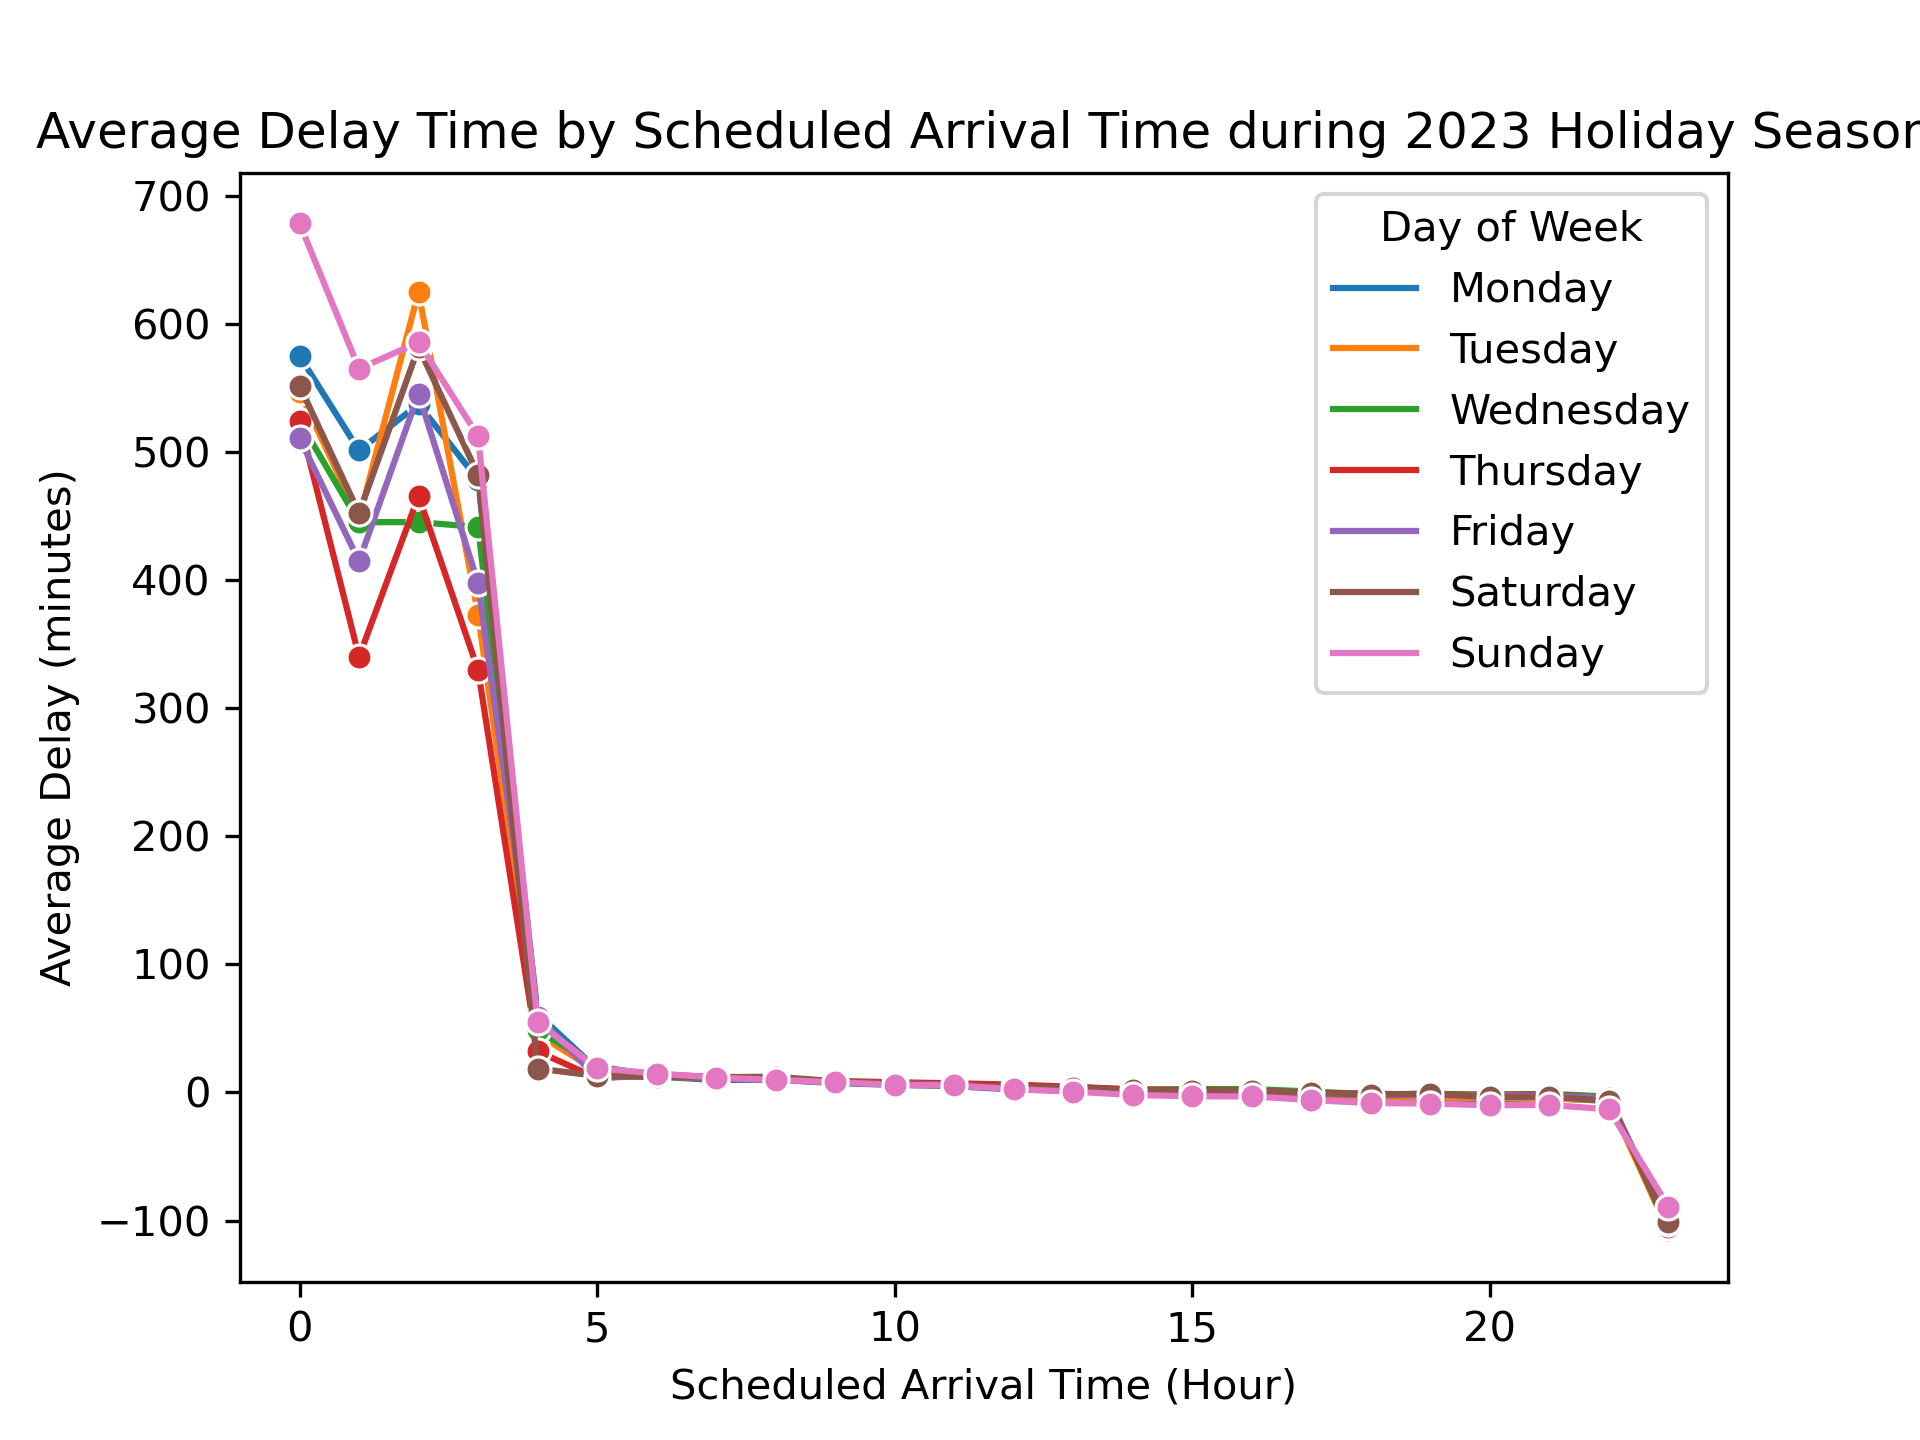 Average Delay Time by Scheduled Arrival Time during 2023 Holiday Season
700
600
500
400
300
200
100
0
−100
Average Delay (minutes)
Day of Week
Monday
Tuesday
Wednesday
Thursday
Friday
Saturday
Sunday
0 5 10 15 20
Scheduled Arrival Time (Hour)